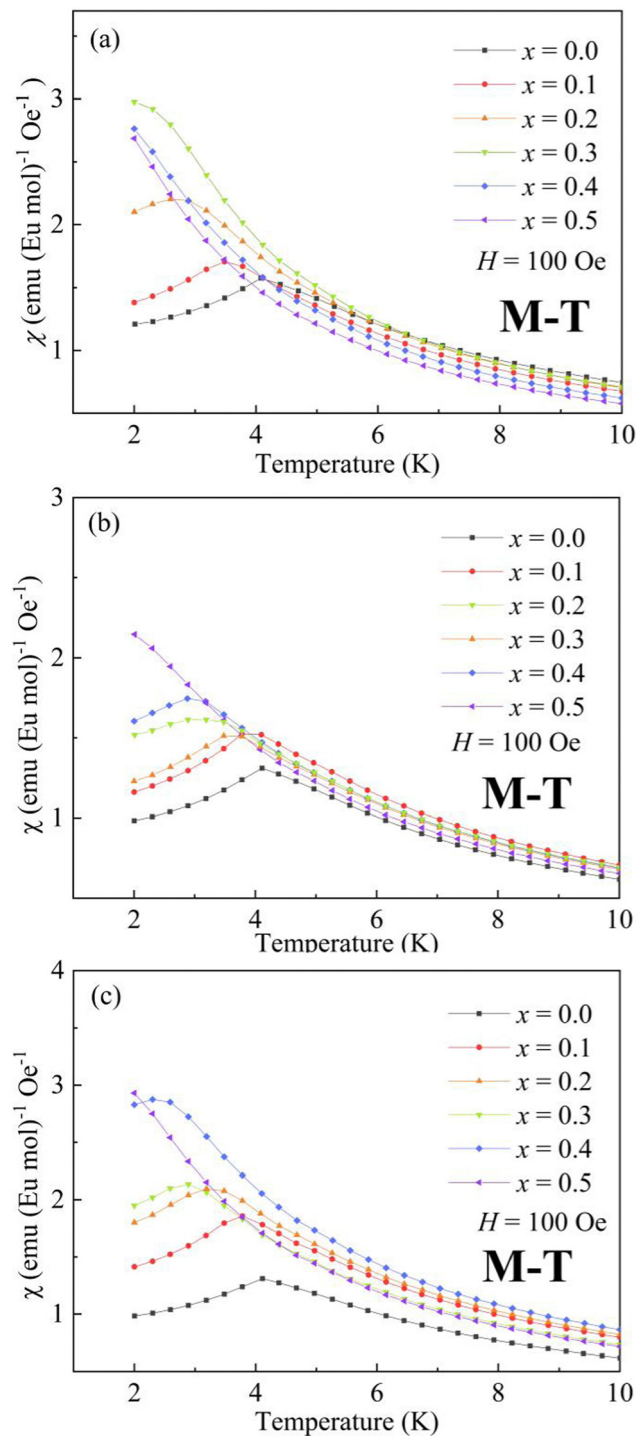 (a)
x = 0.0
x = 0.1
x = 0.2
x = 0.3
x = 0.4
x = 0.5
H = 100 Oe
M-T
χ (emu (Eu mol)⁻¹ Oe⁻¹)
3
2
1
2 4 6 8 10
Temperature (K)
(b)
x = 0.0
x = 0.1
x = 0.2
x = 0.3
x = 0.4
x = 0.5
H = 100 Oe
M-T
χ (emu (Eu mol)⁻¹ Oe⁻¹)
3
2
1
2 4 6 8 10
Temperature (K)
(c)
x = 0.0
x = 0.1
x = 0.2
x = 0.3
x = 0.4
x = 0.5
H = 100 Oe
M-T
χ (emu (Eu mol)⁻¹ Oe⁻¹)
4
3
2
1
2 4 6 8 10
Temperature (K)